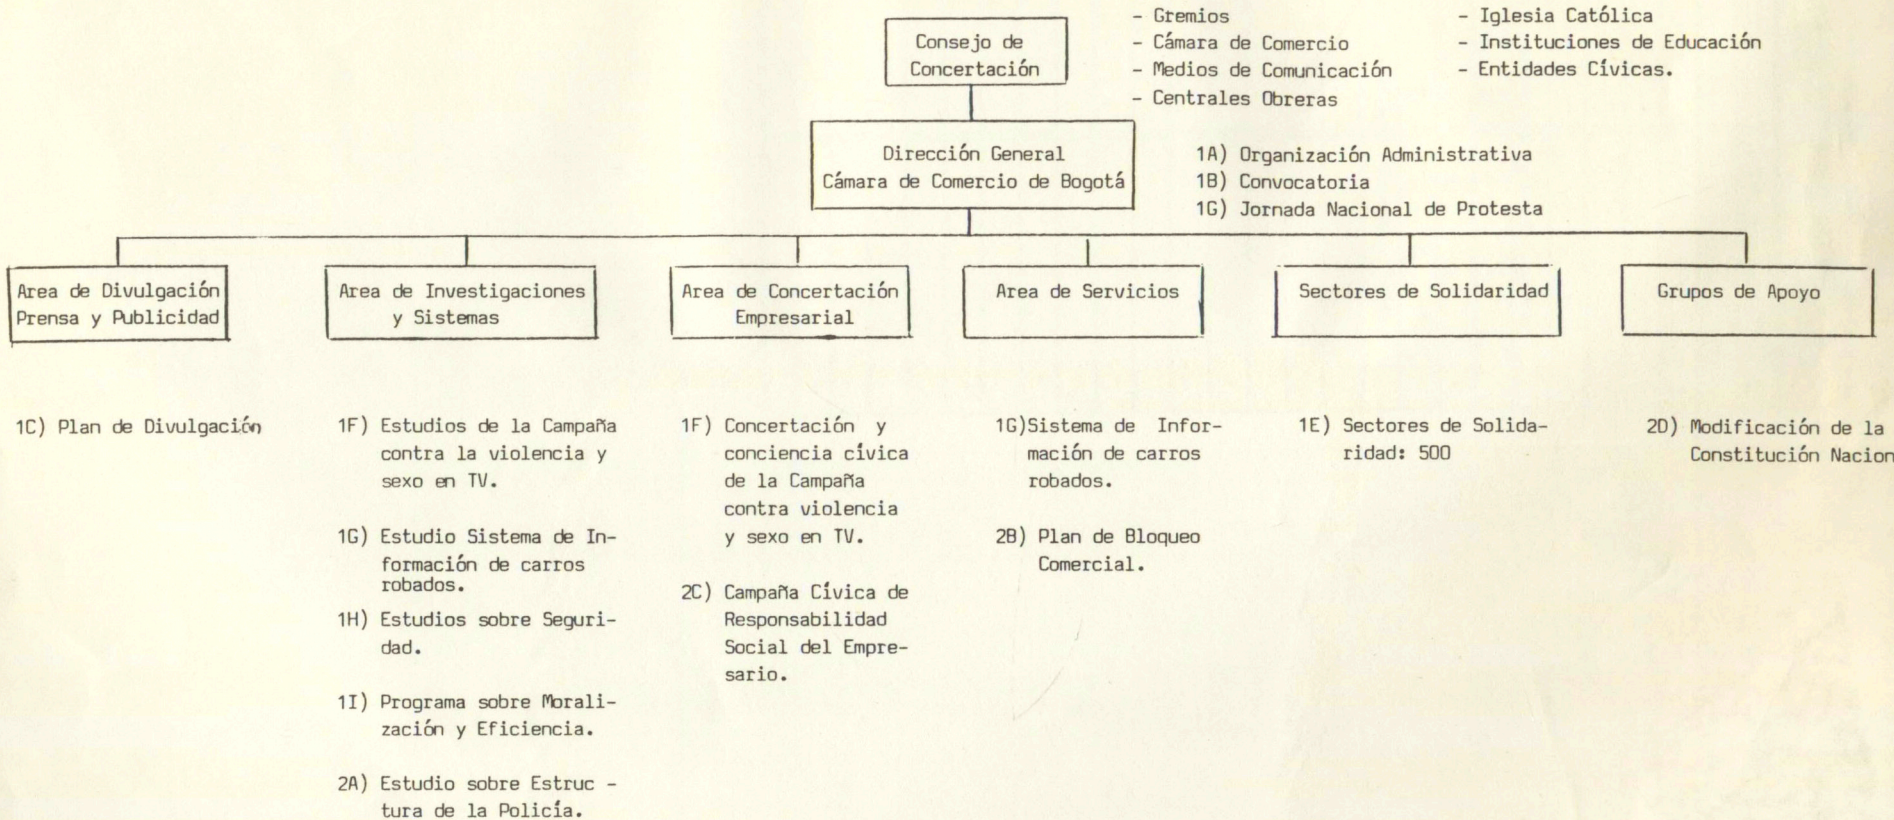 Consejo de
Concertación
- Gremios
- Cámara de Comercio
- Medios de Comunicación
- Centrales Obreras
- Iglesia Católica
- Instituciones de Educación
- Entidades Cívicas.
Dirección General
Cámara de Comercio de Bogotá
1A) Organización Administrativa
1B) Convocatoria
1G) Jornada Nacional de Protesta
Area de Divulgación
Prensa y Publicidad
Area de Investigaciones
y Sistemas
Area de Concertación
Empresarial
Area de Servicios
Sectores de Solidaridad
Grupos de Apoyo
1C) Plan de Divulgación
1F) Estudios de la Campaña
contra la violencia y
sexo en TV.
1G) Estudio Sistema de In-
formación de carros
robados.
1H) Estudios sobre Seguri-
dad.
1I) Programa sobre Morali-
zación y Eficiencia.
2A) Estudio sobre Estruc -
tura de la Policía.
1F) Concertación y
conciencia cívica
de la Campaña
contra violencia
y sexo en TV.
2C) Campaña Cívica de
Responsabilidad
Social del Empre-
sario.
1G)Sistema de Infor-
mación de carros
robados.
2B) Plan de Bloqueo
Comercial.
1E) Sectores de Solida-
ridad: 500
2D) Modificación de la
Constitución Nacion